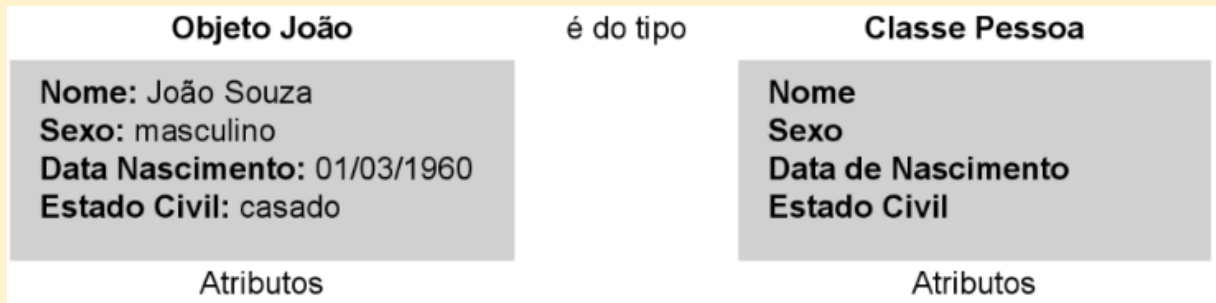 Objeto João é do tipo Classe Pessoa
Nome: João Souza
Sexo: masculino
Data Nascimento: 01/03/1960
Estado Civil: casado
Atributos
Nome
Sexo
Data de Nascimento
Estado Civil
Atributos